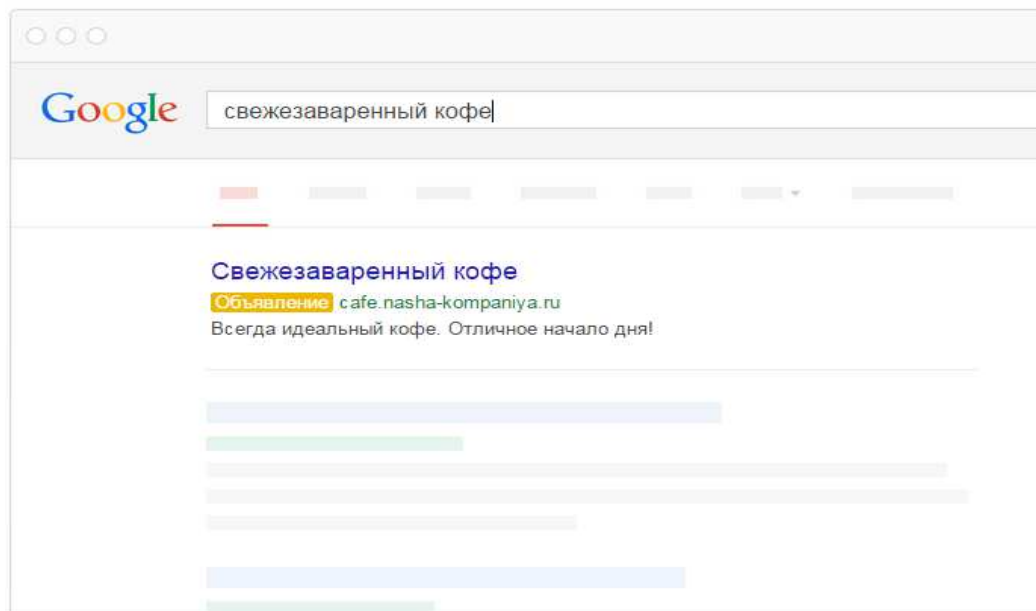 Google
свежезаваренный кофе
Свежезаваренный кофе
Объявление cafe.nasha-kompaniya.ru
Всегда идеальный кофе. Отличное начало дня!